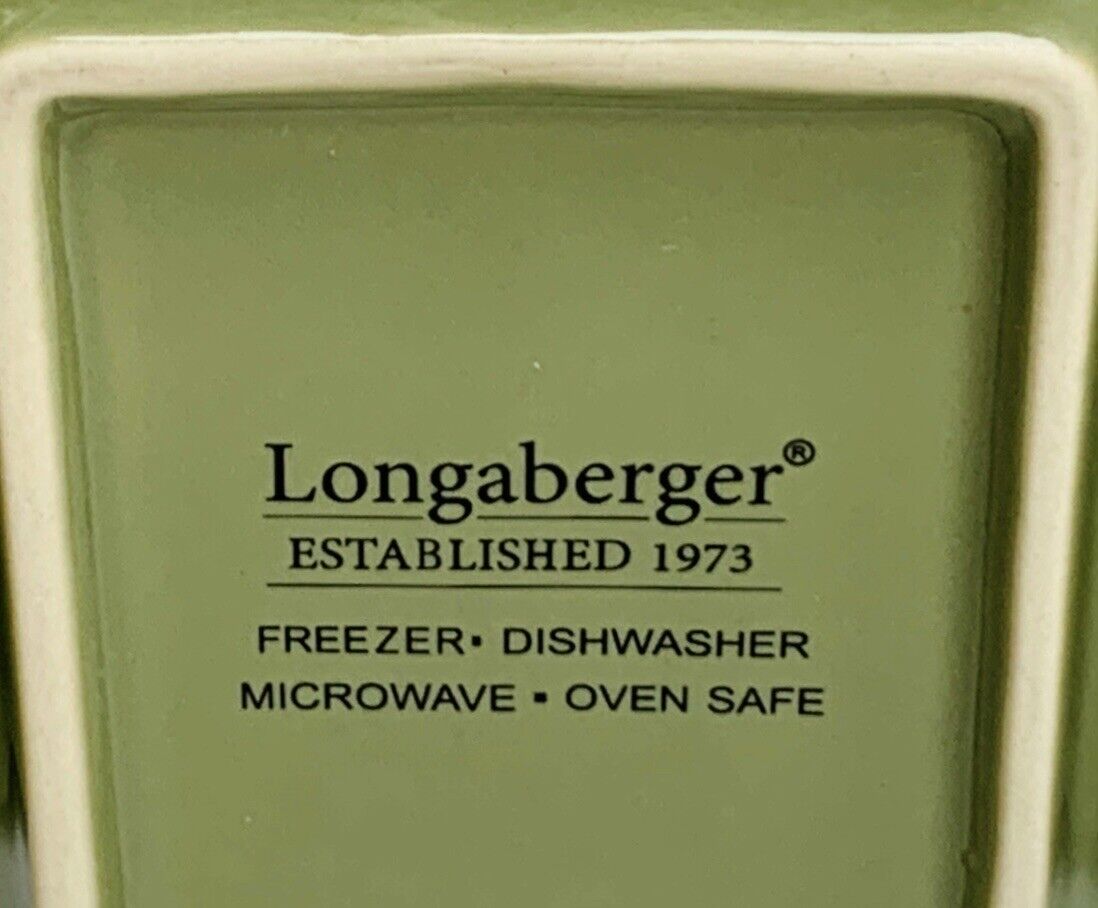 Longaberger®
ESTABLISHED 1973
FREEZER▪ DISHWASHER
MICROWAVE ▪ OVEN SAFE